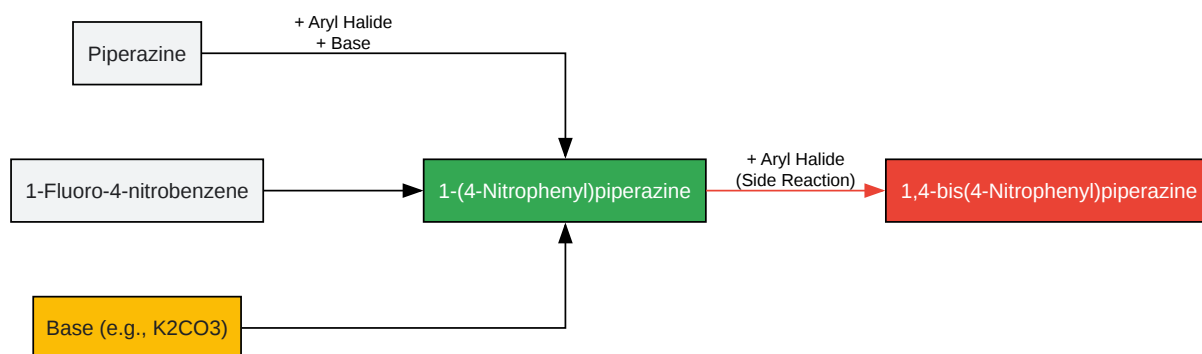 + Aryl Halide
+ Base
Piperazine
1-Fluoro-4-nitrobenzene
1-(4-Nitrophenyl)piperazine
+ Aryl Halide
(Side Reaction)
1,4-bis(4-Nitrophenyl)piperazine
Base (e.g., K2CO3)